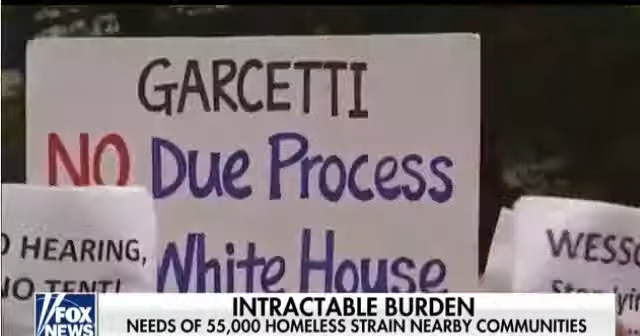 GARCETTI
NO Due Process
White House
HEARING,
NO TENT!
FOX
NEWS
INTRACTABLE BURDEN
NEEDS OF 55,000 HOMELESS STRAIN NEARBY COMMUNITIES